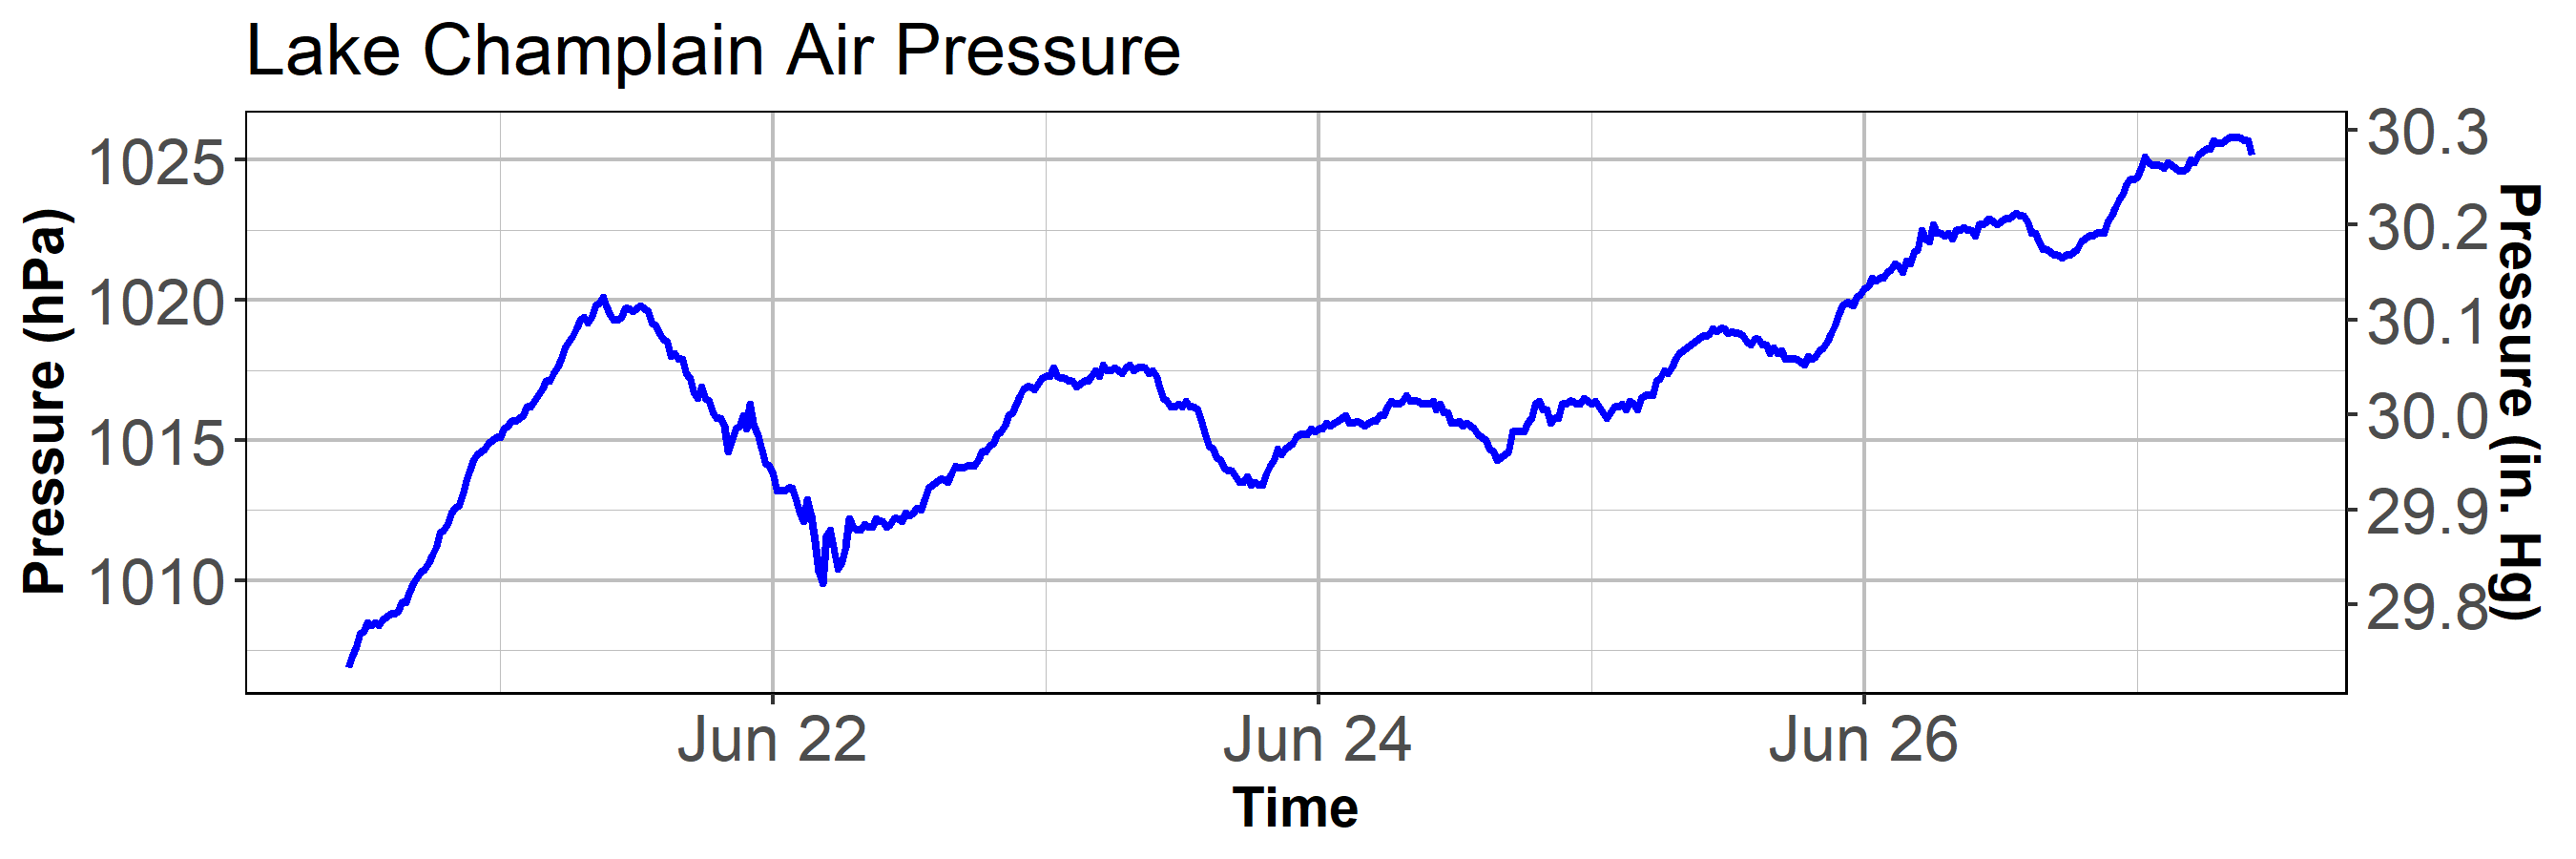 Lake Champlain Air Pressure
Pressure (hPa)
1025
1020
1015
1010
30.3
30.2
30.1
30.0
29.9
29.8
Pressure (in. Hg)
Jun 22 Jun 24 Jun 26
Time